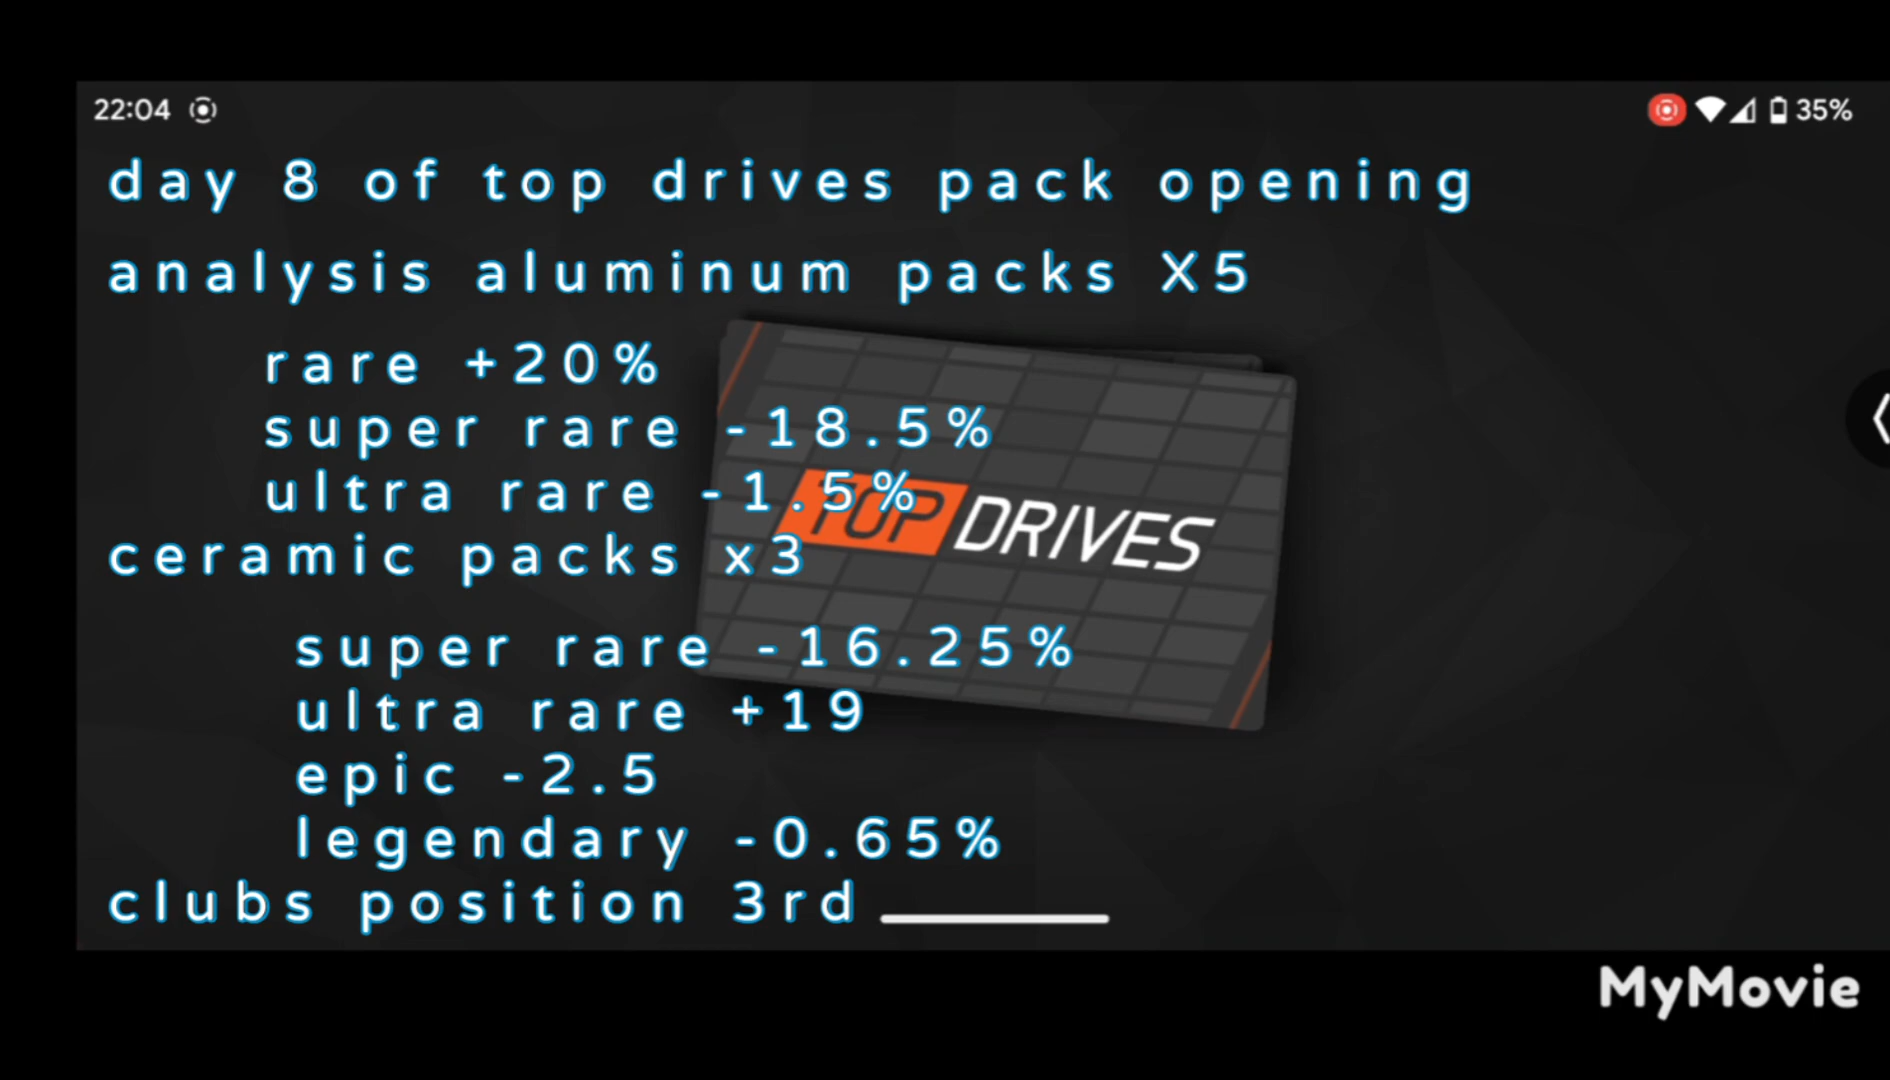 22:04 35%
day 8 of top drives pack opening
analysis aluminum packs X5
rare +20%
super rare -18.5%
ultra rare -1.5%
TOP DRIVES
ceramic packs x3
super rare -16.25%
ultra rare +19
epic -2.5
legendary -0.65%
clubs position 3rd
MyMovie